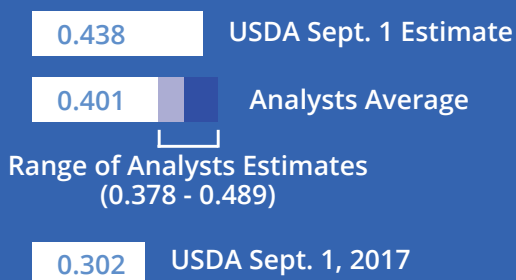 0.438 USDA Sept. 1 Estimate
0.401 Analysts Average
Range of Analysts Estimates
(0.378 - 0.489)
0.302 USDA Sept. 1, 2017